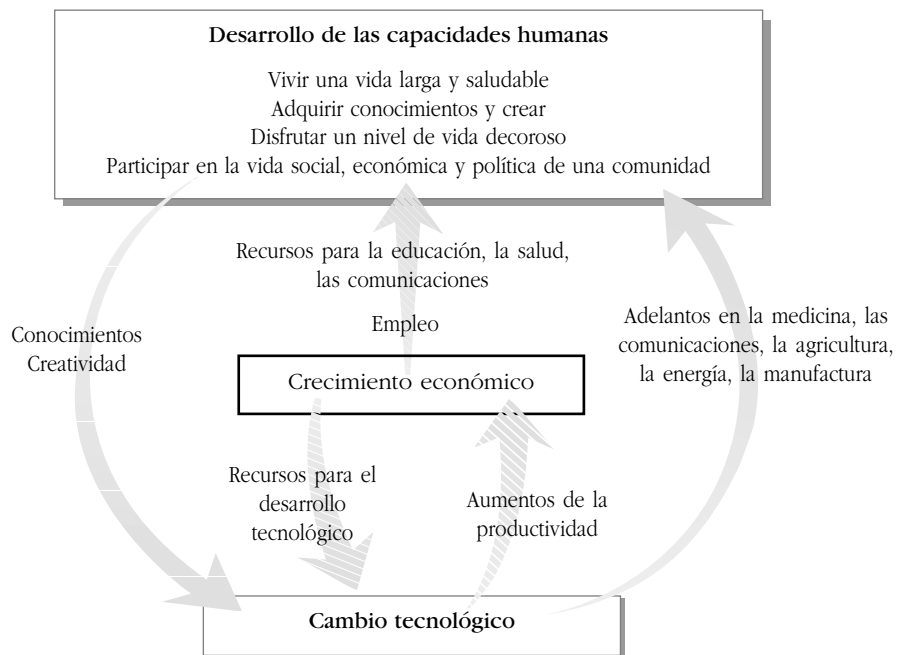 Desarrollo de las capacidades humanas
Vivir una vida larga y saludable
Adquirir conocimientos y crear
Disfrutar un nivel de vida decoroso
Participar en la vida social, económica y política de una comunidad
Recursos para la educación, la salud,
las comunicaciones
Empleo
Conocimientos
Creatividad
Adelantos en la medicina, las
comunicaciones, la agricultura,
la energía, la manufactura
Crecimiento económico
Recursos para el
desarrollo
tecnológico
Aumentos de la
productividad
Cambio tecnológico